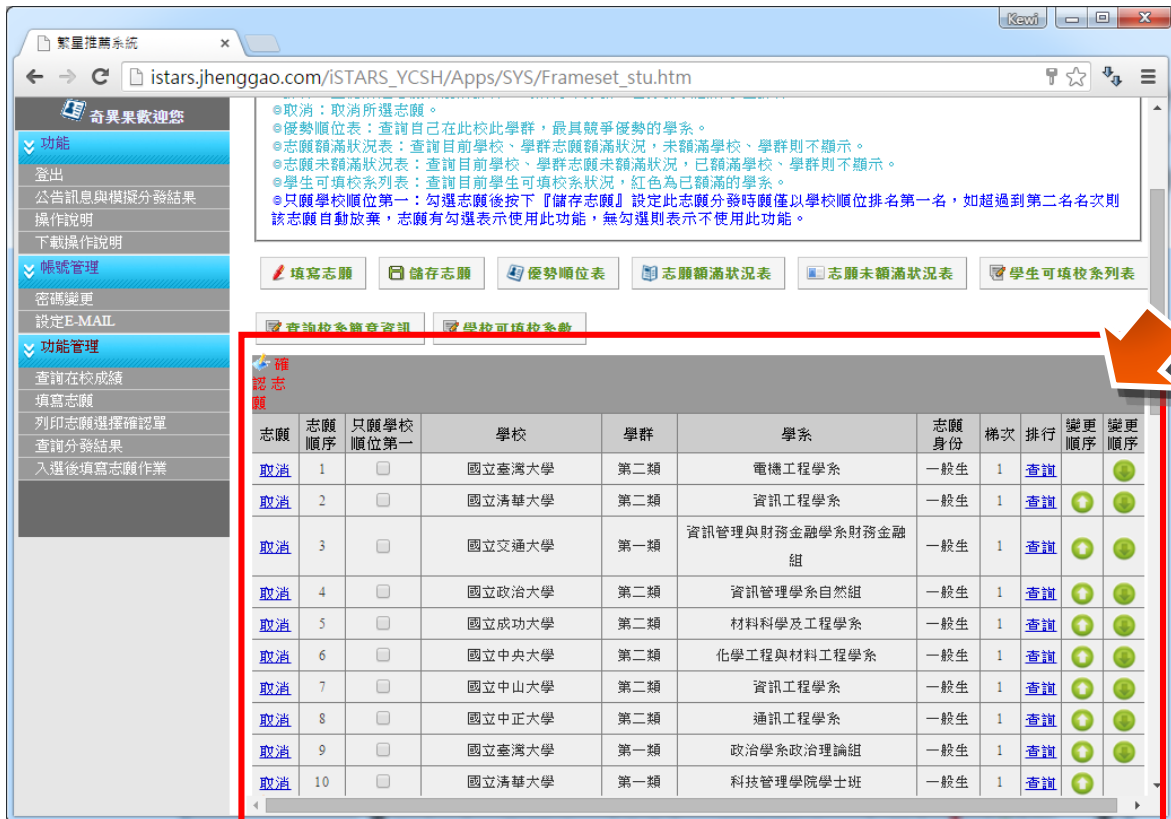 Kewi
繁星推薦系統
istars.jhenggao.com/iSTARS_YCSH/Apps/SYS/Frameset_stu.htm
奇異果歡迎您
功能
登出
公告訊息與模擬分發結果
操作說明
下載操作說明
帳號管理
密碼變更
設定E-MAIL
功能管理
查詢在校成績
填寫志願
列印志願選擇確認單
查詢分發結果
入選後填寫志願作業
◎取消：取消所選志願。
◎優勢順位表：查詢自己在此校此學群，最具競爭優勢的學系。
◎志願額滿狀況表：查詢目前學校、學群志願額滿狀況，未額滿學校、學群則不顯示。
◎志願未額滿狀況表：查詢目前學校、學群志願未額滿狀況，已額滿學校、學群則不顯示。
◎學生可填校系列表：查詢目前學生可填校系狀況，紅色為已額滿的學系。
◎只願學校順位第一：勾選志願後按下『儲存志願』設定此志願分發時願僅以學校順位排名第一名，如超過到第二名名次則
該志願自動放棄，志願有勾選表示使用此功能，無勾選則表示不使用此功能。
填寫志願 儲存志願 優勢順位表 志願額滿狀況表 志願未額滿狀況表 學生可填校系列表
查詢校系簡章資訊 學校可填校系數
確
認 志
願
志願 志願順序 只願學校順位第一 學校 學群 學系 志願身份 梯次 排行 變更順序 變更順序
取消 1 國立臺灣大學 第二類 電機工程學系 一般生 1 查詢
取消 2 國立清華大學 第二類 資訊工程學系 一般生 1 查詢
取消 3 國立交通大學 第一類 資訊管理與財務金融學系財務金融組 一般生 1 查詢
取消 4 國立政治大學 第二類 資訊管理學系自然組 一般生 1 查詢
取消 5 國立成功大學 第二類 材料科學及工程學系 一般生 1 查詢
取消 6 國立中央大學 第二類 化學工程與材料工程學系 一般生 1 查詢
取消 7 國立中山大學 第二類 資訊工程學系 一般生 1 查詢
取消 8 國立中正大學 第二類 通訊工程學系 一般生 1 查詢
取消 9 國立臺灣大學 第一類 政治學系政治理論組 一般生 1 查詢
取消 10 國立清華大學 第一類 科技管理學院學士班 一般生 1 查詢